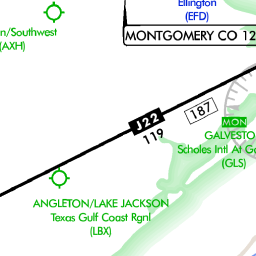 Ellington
(EFD)
n/Southwest
(AXH)
MONTGOMERY CO 12
J22
119
187
MON
GALVESTO
Scholes Intl At Ga
(GLS)
ANGLETON/LAKE JACKSON
Texas Gulf Coast Rgnl
(LBX)